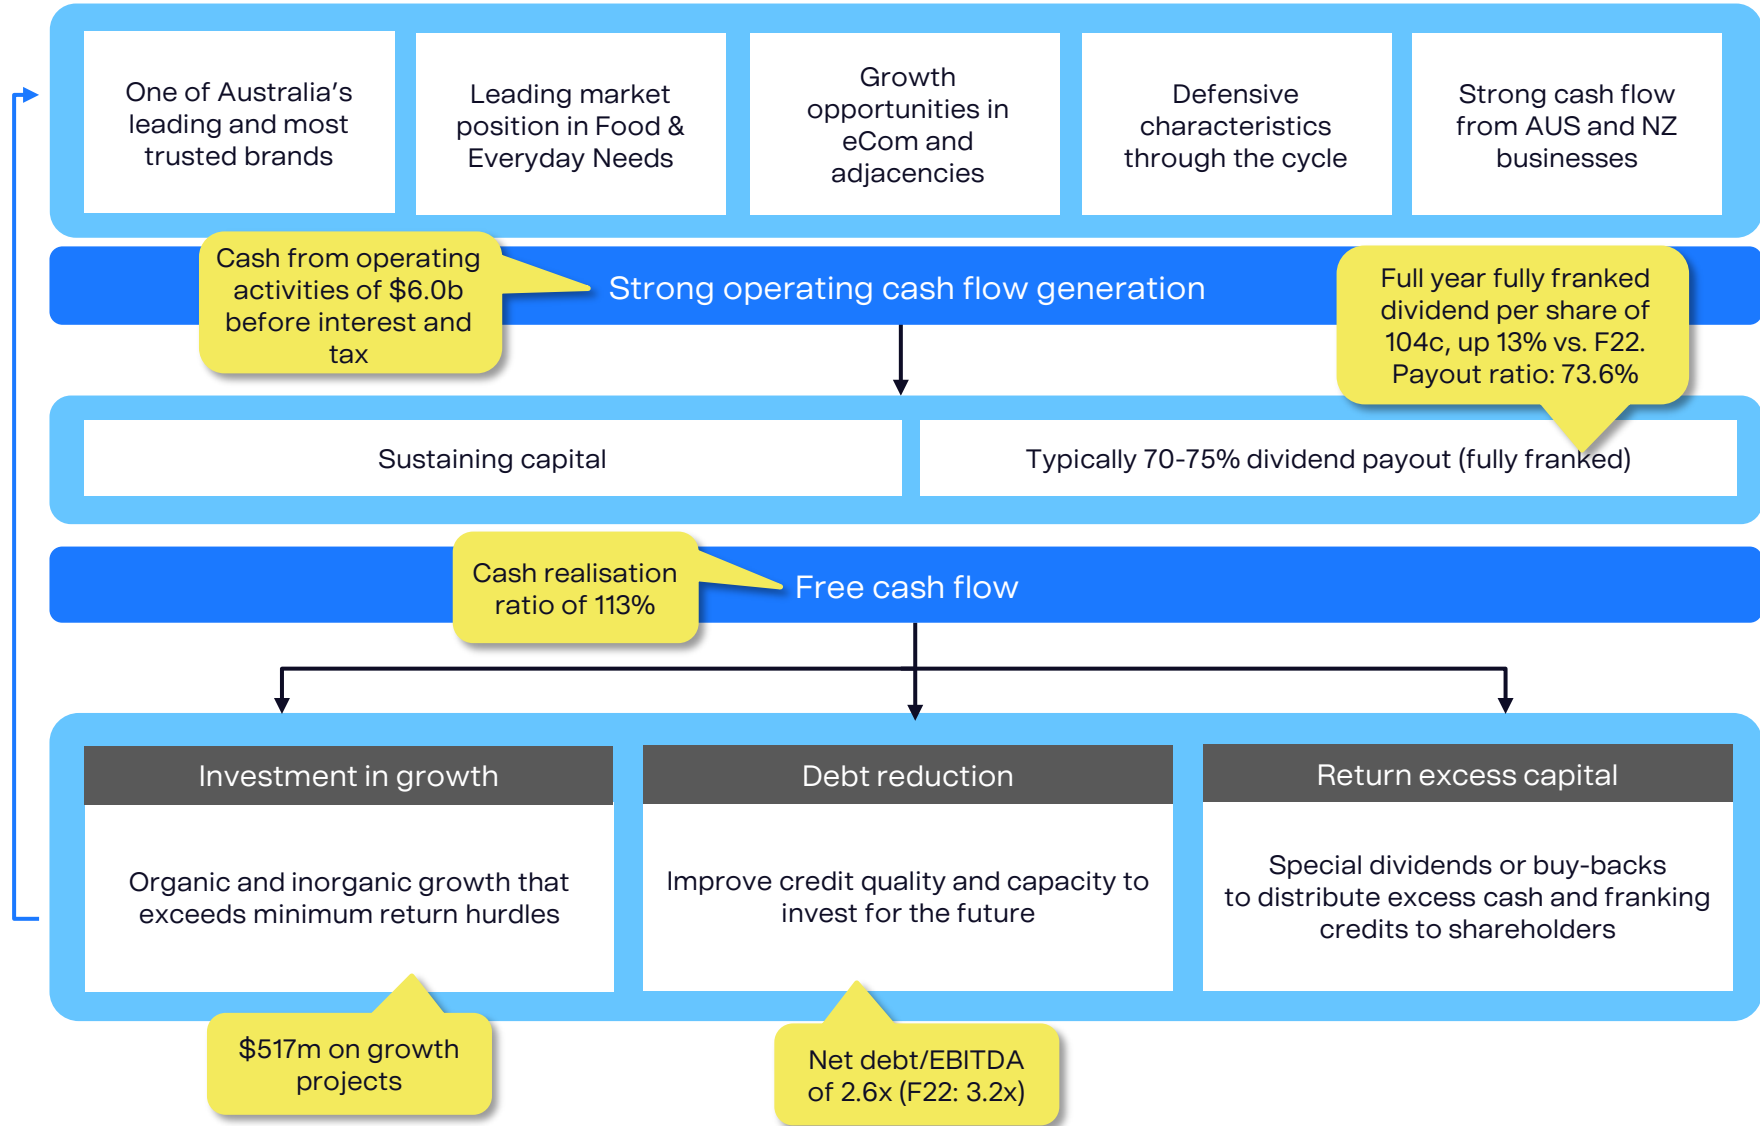 One of Australia's
leading and most
trusted brands
Leading market
position in Food &
Everyday Needs
Growth
opportunities in
eCom and
adjacencies
Defensive
characteristics
through the cycle
Strong cash flow
from AUS and NZ
businesses
Cash from operating
activities of $6.0b
before interest and
tax
Strong operating cash flow generation
Full year fully franked
dividend per share of
104c, up 13% vs. F22.
Payout ratio: 73.6%
Sustaining capital
Typically 70-75% dividend payout (fully franked)
Cash realisation
ratio of 113%
Free cash flow
Investment in growth
Organic and inorganic growth that
exceeds minimum return hurdles
Debt reduction
Improve credit quality and capacity to
invest for the future
Return excess capital
Special dividends or buy-backs
to distribute excess cash and franking
credits to shareholders
$517m on growth
projects
Net debt/EBITDA
of 2.6x (F22: 3.2x)